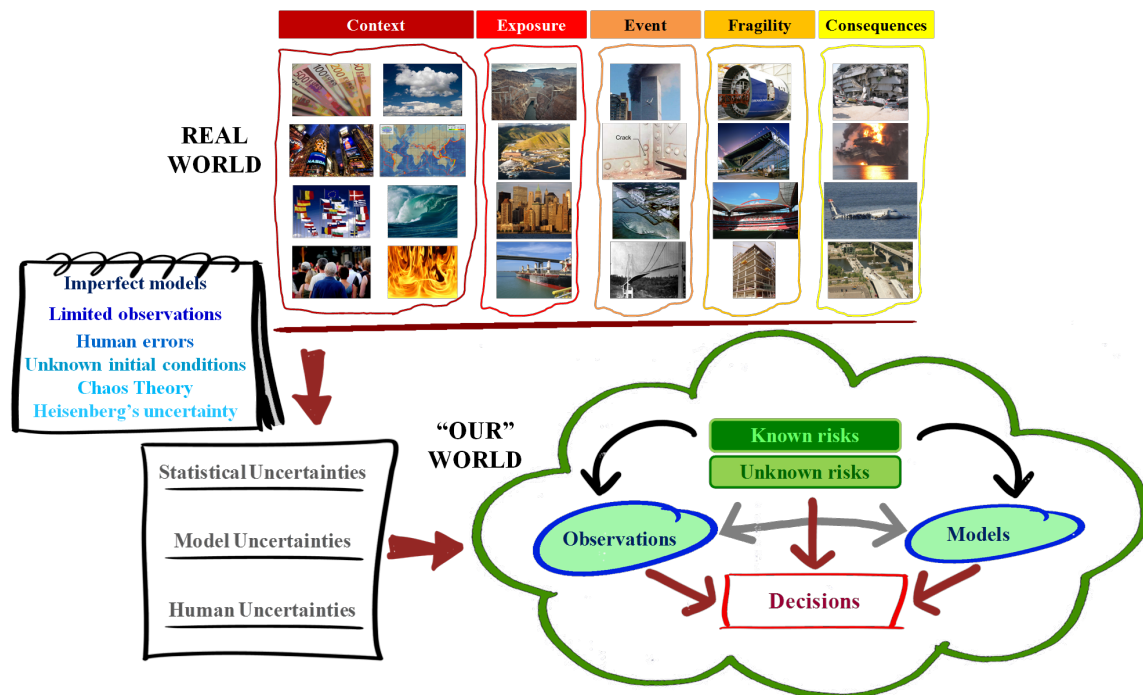 Context
Exposure
Event
Fragility
Consequences
REAL
WORLD
Crack
Imperfect models
Limited observations
Human errors
Unknown initial conditions
Chaos Theory
Heisenberg's uncertainty
"OUR"
WORLD
Known risks
Unknown risks
Statistical Uncertainties
Model Uncertainties
Human Uncertainties
Observations
Models
Decisions